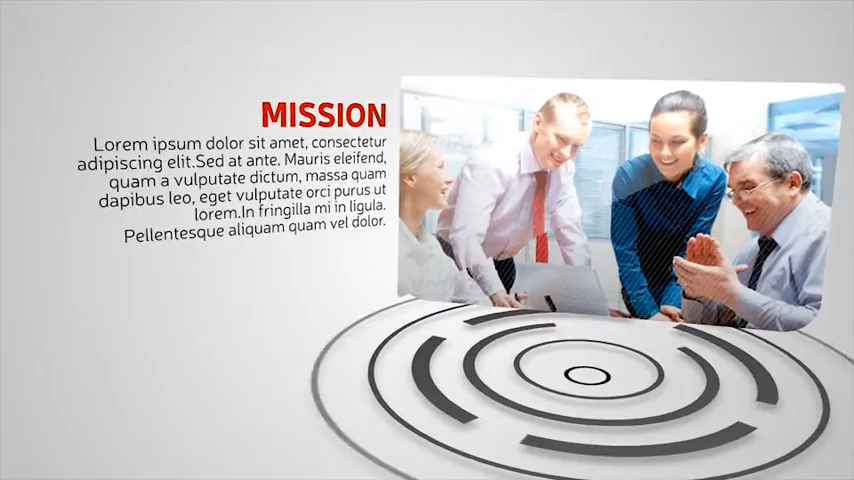 MISSION
Lorem ipsum dolor sit amet, consectetur
adipiscing elit.Sed at ante. Mauris eleifend,
quam a vulputate dictum, massa quam
dapibus leo, eget vulputate orci purus ut
lorem.In fringilla mi in ligula.
Pellentesque aliquam quam vel dolor.